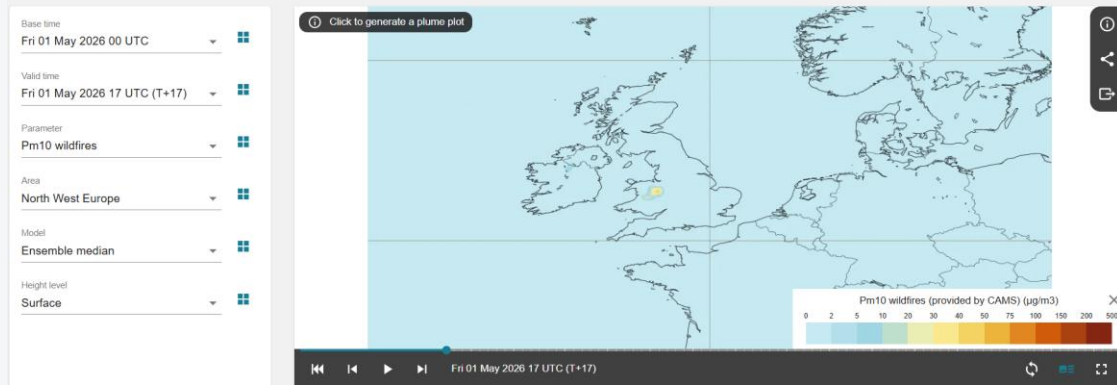 Base time
Fri 01 May 2026 00 UTC
Valid time
Fri 01 May 2026 17 UTC (T+17)
Parameter
Pm10 wildfires
Area
North West Europe
Model
Ensemble median
Height level
Surface
Click to generate a plume plot
Pm10 wildfires (provided by CAMS) (µg/m3)
0 2 5 10 20 30 40 50 75 100 150 200 500
Fri 01 May 2026 17 UTC (T+17)